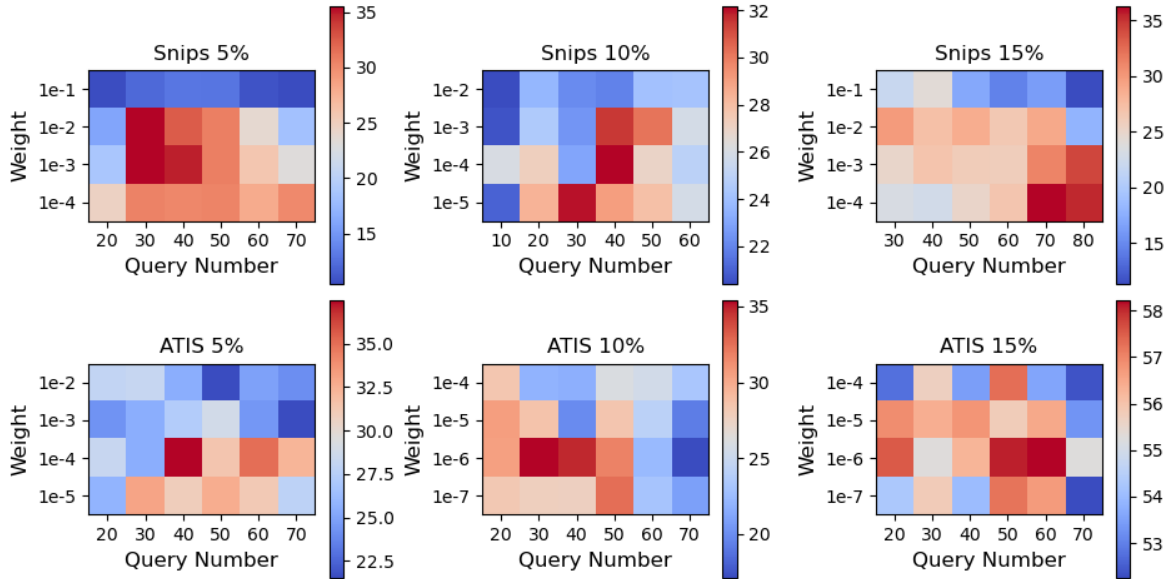 Snips 5%
Weight
1e-1
1e-2
1e-3
1e-4
20 30 40 50 60 70
Query Number
35
30
25
20
15
Snips 10%
Weight
1e-2
1e-3
1e-4
1e-5
10 20 30 40 50 60
Query Number
32
30
28
26
24
22
Snips 15%
Weight
1e-1
1e-2
1e-3
1e-4
30 40 50 60 70 80
Query Number
35
30
25
20
15
ATIS 5%
Weight
1e-2
1e-3
1e-4
1e-5
20 30 40 50 60 70
Query Number
35.0
32.5
30.0
27.5
25.0
22.5
ATIS 10%
Weight
1e-4
1e-5
1e-6
1e-7
20 30 40 50 60 70
Query Number
35
30
25
20
ATIS 15%
Weight
1e-4
1e-5
1e-6
1e-7
20 30 40 50 60 70
Query Number
58
57
56
55
54
53